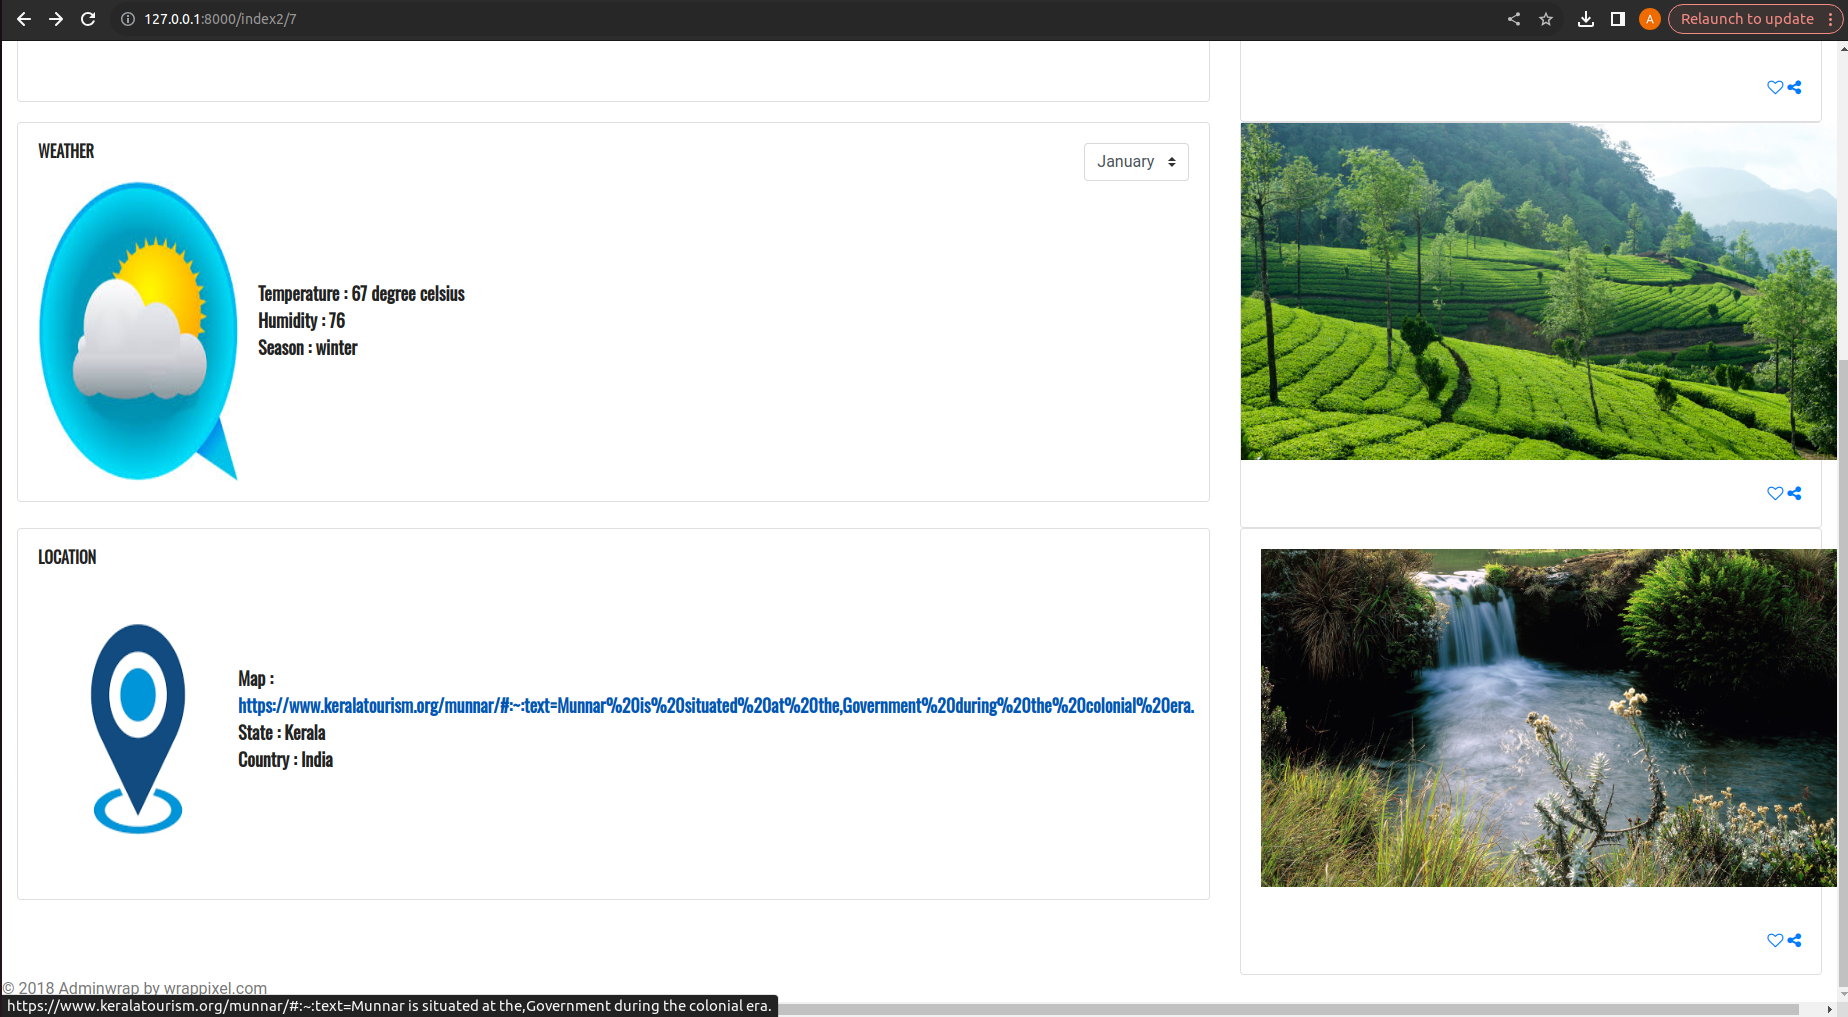 127.0.0.1:8000/index2/7
A
Relaunch to update
WEATHER
January
Temperature : 67 degree celsius
Humidity : 76
Season : winter
LOCATION
Map :
https://www.keralatourism.org/munnar/#:~:text=Munnar%20is%20situated%20at%20the,Government%20during%20the%20colonial%20era.
State : Kerala
Country : India
© 2018 Adminwrap by wrappixel.com
https://www.keralatourism.org/munnar/#:~:text=Munnar is situated at the,Government during the colonial era.